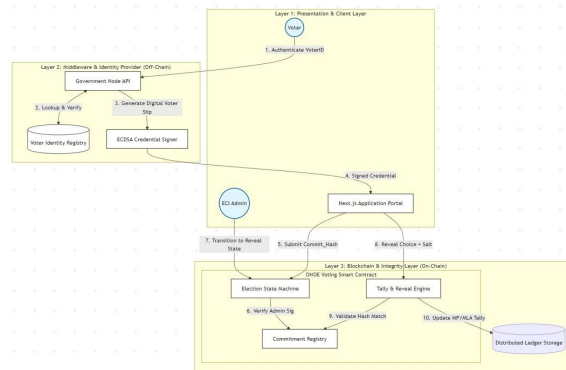 Layer 1: Presentation & Client Layer
Voter
1. Authenticate VoterID
Layer 2: Middleware & Identity Provider (Off-Chain)
Government Node API
2. Lookup & Verify
3. Generate Digital Voter
Slip
Voter Identity Registry
ECDSA Credential Signer
4. Signed Credential
ECI Admin
Next.js Application Portal
7. Transition to Reveal
State
5. Submit Commit_Hash
8. Reveal Choice + Salt
Layer 3: Blockchain & Integrity Layer (On-Chain)
ONOE Voting Smart Contract
Election State Machine
Tally & Reveal Engine
6. Verify Admin Sig
9. Validate Hash Match
10. Update MP/MLA Tally
Commitment Registry
Distributed Ledger Storage